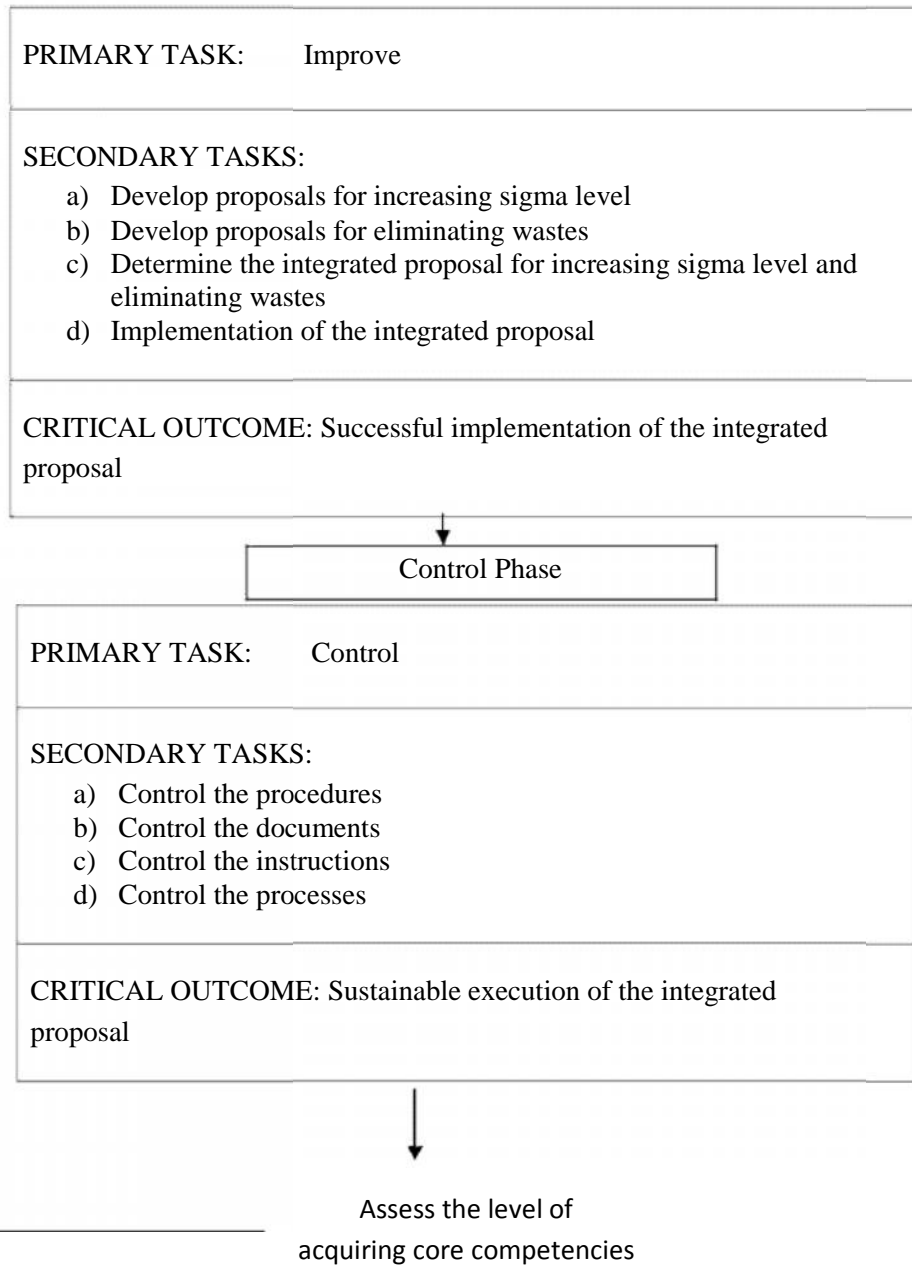 PRIMARY TASK: Improve
SECONDARY TASKS:
a) Develop proposals for increasing sigma level
b) Develop proposals for eliminating wastes
c) Determine the integrated proposal for increasing sigma level and
eliminating wastes
d) Implementation of the integrated proposal
CRITICAL OUTCOME: Successful implementation of the integrated
proposal
Control Phase
PRIMARY TASK: Control
SECONDARY TASKS:
a) Control the procedures
b) Control the documents
c) Control the instructions
d) Control the processes
CRITICAL OUTCOME: Sustainable execution of the integrated
proposal
Assess the level of
acquiring core competencies